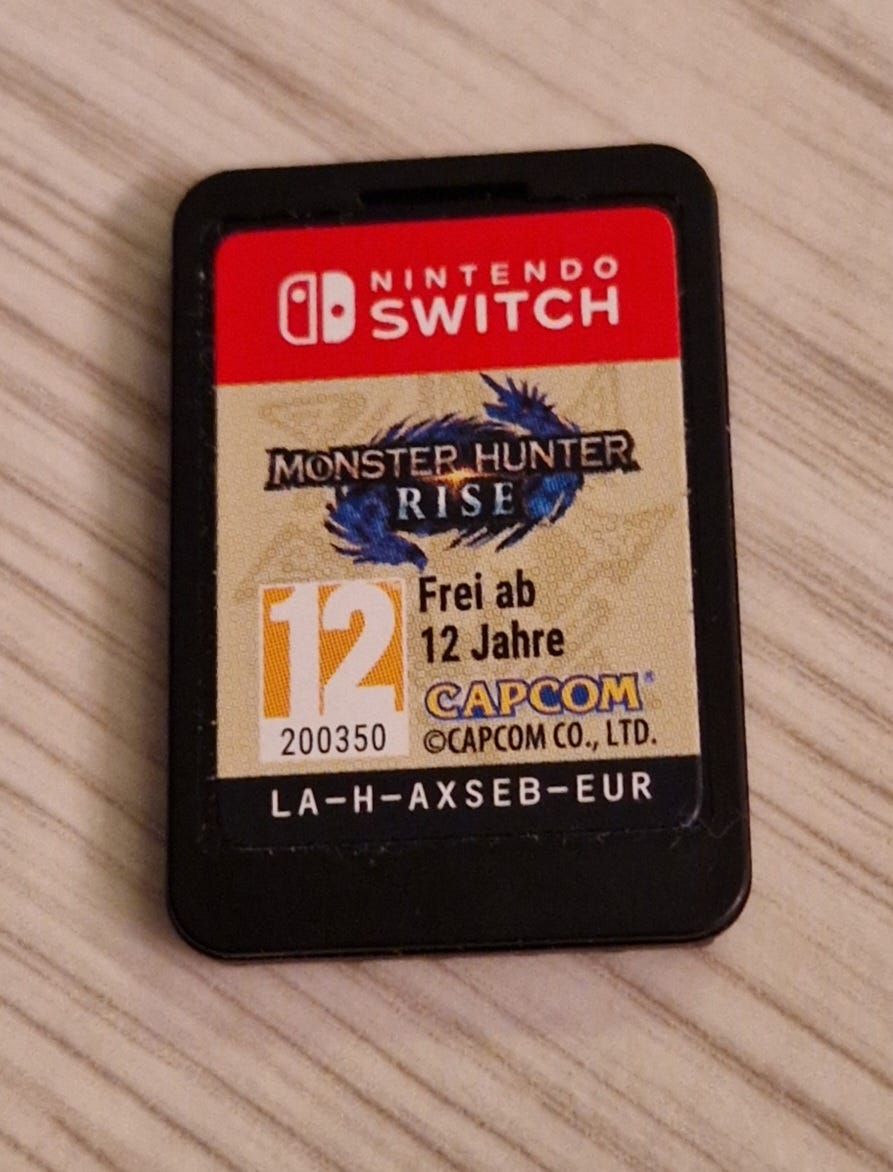 NINTENDO
SWITCH
MONSTER HUNTER
RISE
12
200350
Frei ab
12 Jahre
CAPCOM®
©CAPCOM CO., LTD.
LA-H-AXSEB-EUR